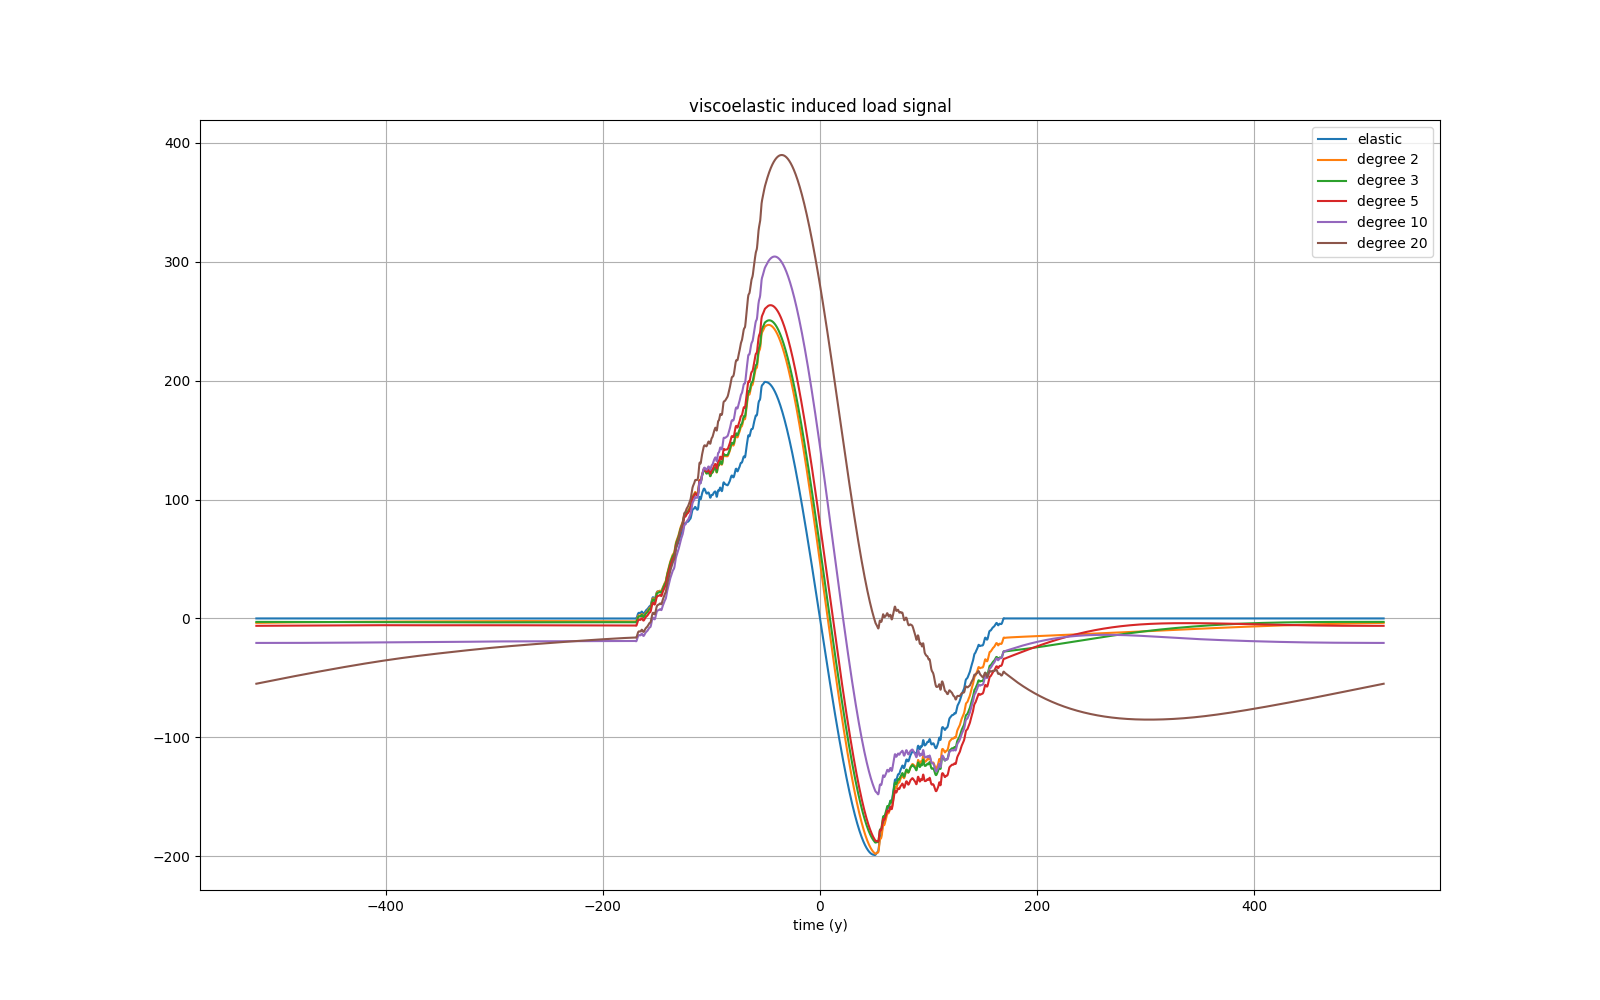 viscoelastic induced load signal
400
300
200
100
0
−100
−200
elastic
degree 2
degree 3
degree 5
degree 10
degree 20
−400
−200
0
200
400
time (y)